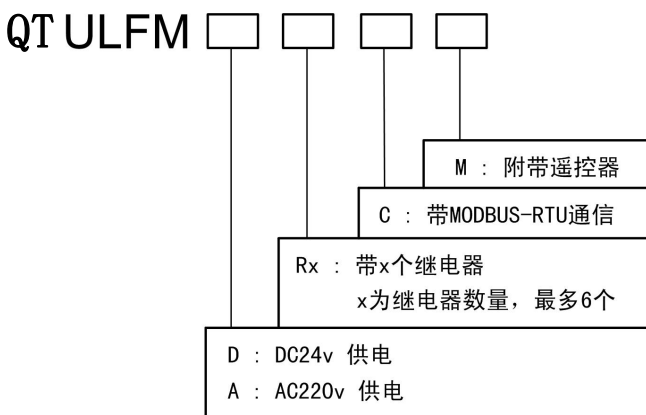 QT ULFM □ □ □ □
M : 附带遥控器
C : 带MODBUS-RTU通信
Rx : 带x个继电器
x为继电器数量，最多6个
D : DC24v 供电
A : AC220v 供电